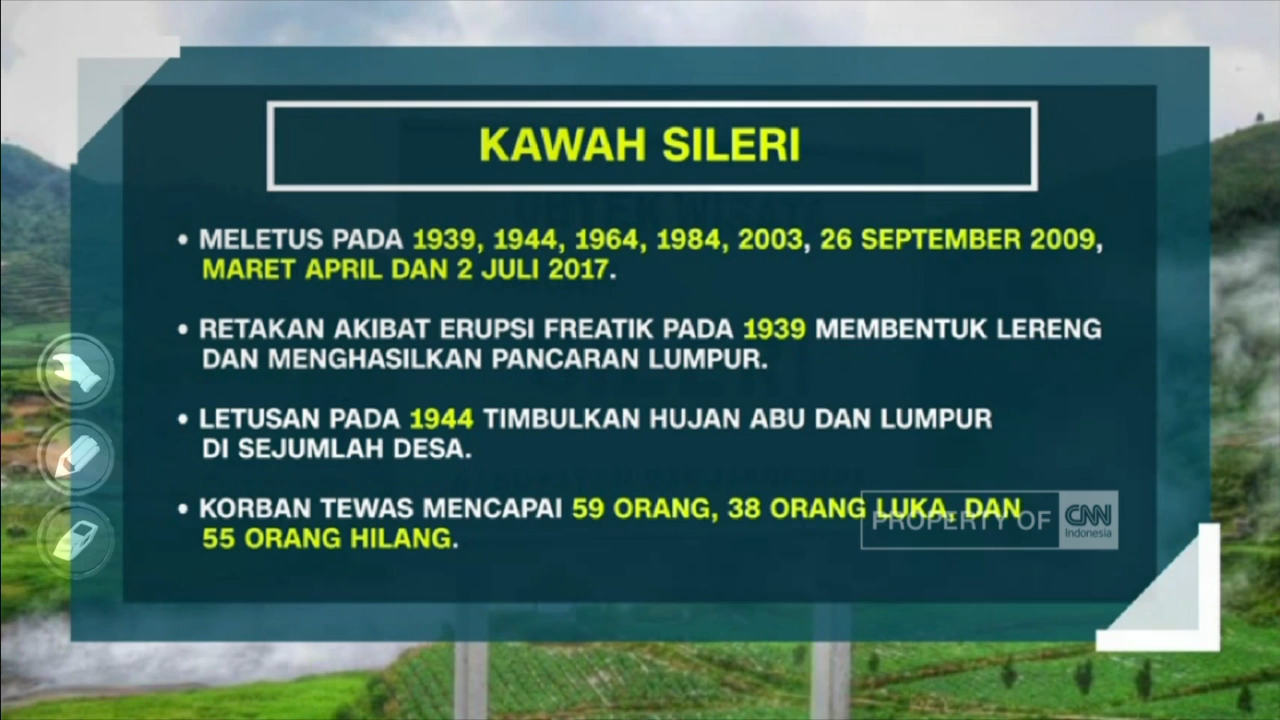 KAWAH SILERI
• MELETUS PADA 1939, 1944, 1964, 1984, 2003, 26 SEPTEMBER 2009,
MARET APRIL DAN 2 JULI 2017.
• RETAKAN AKIBAT ERUPSI FREATIK PADA 1939 MEMBENTUK LERENG
DAN MENGHASILKAN PANCARAN LUMPUR.
• LETUSAN PADA 1944 TIMBULKAN HUJAN ABU DAN LUMPUR
DI SEJUMLAH DESA.
• KORBAN TEWAS MENCAPAI 59 ORANG, 38 ORANG LUKA, DAN
55 ORANG HILANG.
PROPERTY OF CNN Indonesia